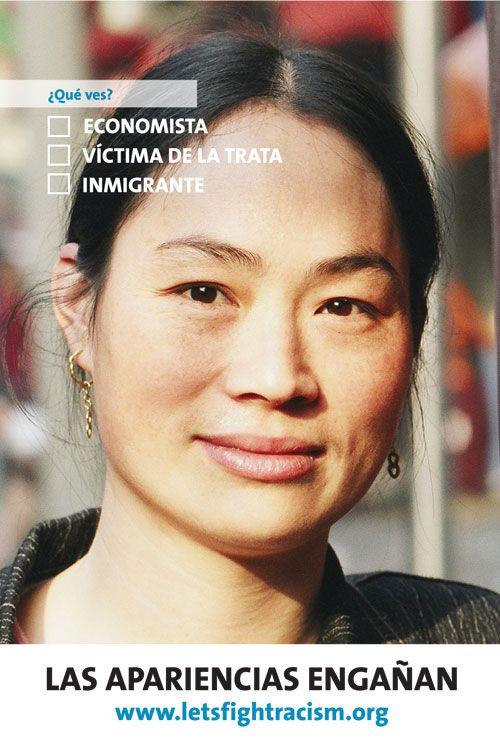 ¿Qué ves?
ECONOMISTA
VÍCTIMA DE LA TRATA
INMIGRANTE
LAS APARIENCIAS ENGAÑAN
www.letsfightracism.org